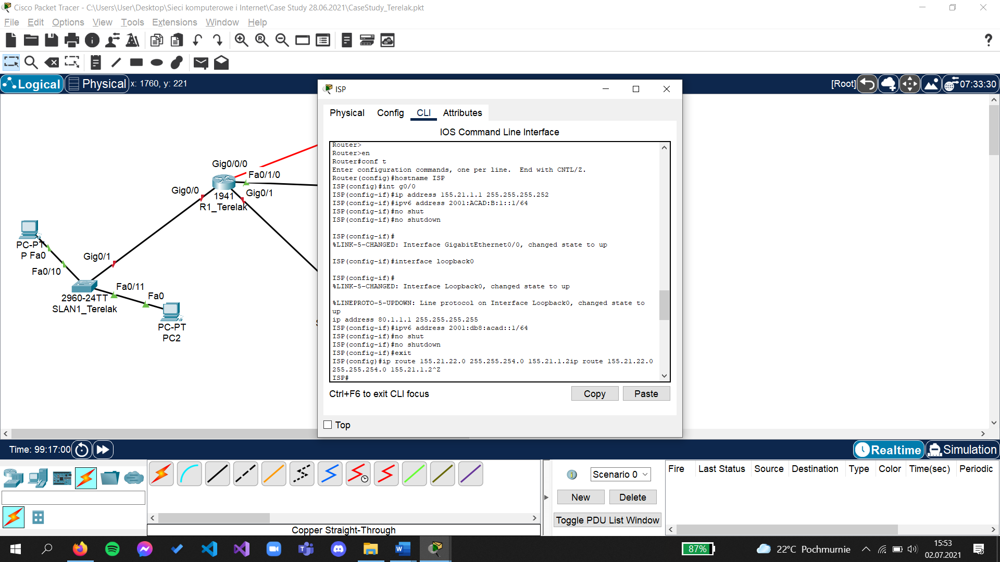 Cisco Packet Tracer - C:\Users\User\Desktop\Sieci komputerowe i Internet\Case Study 28.06.2021\CaseStudy_Terelak.pkt
File Edit Options View Tools Extensions Window Help
Logical Physical x: 1760, y: 221
[Root] 07:33:30
ISP
Physical Config CLI Attributes
IOS Command Line Interface
Router>
Router>en
Router#conf t
Enter configuration commands, one per line.  End with CNTL/Z.
Router(config)#hostname ISP
ISP(config)#int g0/0
ISP(config-if)#ip address 155.21.1.1 255.255.255.252
ISP(config-if)#ipv6 address 2001:ACAD:B:1::1/64
ISP(config-if)#no shut
ISP(config-if)#no shutdown
ISP(config-if)#
%LINK-5-CHANGED: Interface GigabitEthernet0/0, changed state to up
ISP(config-if)#interface loopback0
ISP(config-if)#
%LINK-5-CHANGED: Interface Loopback0, changed state to up
%LINEPROTO-5-UPDOWN: Line protocol on Interface Loopback0, changed state to
up
ip address 80.1.1.1 255.255.255.255
ISP(config-if)#ipv6 address 2001:db8:acad::1/64
ISP(config-if)#no shut
ISP(config-if)#no shutdown
ISP(config-if)#exit
ISP(config)#ip route 155.21.22.0 255.255.254.0 155.21.1.2ip route 155.21.22.0
255.255.254.0 155.21.1.2^Z
ISP#
Ctrl+F6 to exit CLI focus
Copy Paste
Top
Gig0/0/0
Fa0/1/0
Gig0/0
Gig0/1
1941
R1_Terelak
PC-PT
P Fa0
Gig0/1
Fa0/10
Fa0/11
Fa0
2960-24TT
SLAN1_Terelak
PC-PT
PC2
Time: 99:17:00
Realtime Simulation
Scenario 0
New Delete
Toggle PDU List Window
Fire Last Status Source Destination Type Color Time(sec) Periodic
Copper Straight-Through
87%
22°C Pochmurnie
15:53
02.07.2021